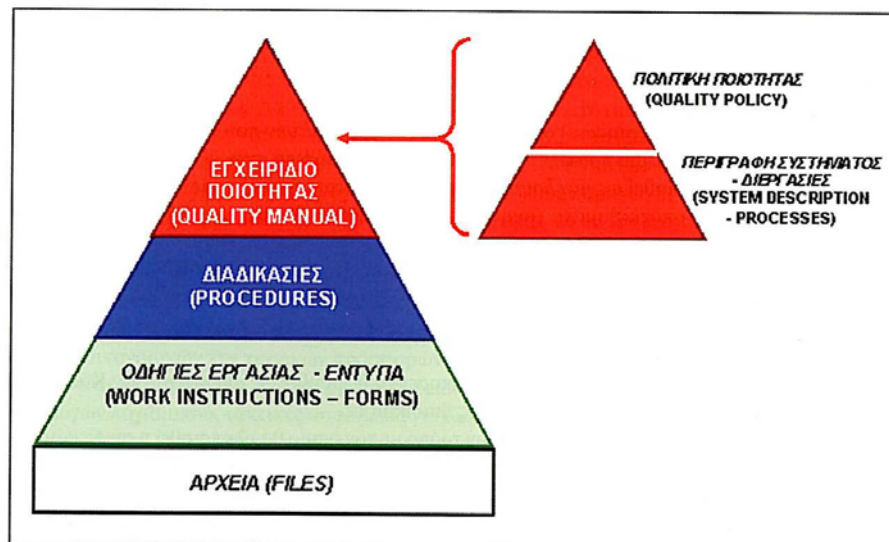 ΕΓΧΕΙΡΙΔΙΟ
ΠΟΙΟΤΗΤΑΣ
(QUALITY MANUAL)
ΔΙΑΔΙΚΑΣΙΕΣ
(PROCEDURES)
ΟΔΗΓΙΕΣ ΕΡΓΑΣΙΑΣ - ΕΝΤΥΠΑ
(WORK INSTRUCTIONS – FORMS)
ΑΡΧΕΙΑ (FILES)
ΠΟΛΙΤΙΚΗ ΠΟΙΟΤΗΤΑΣ
(QUALITY POLICY)
ΠΕΡΙΓΡΑΦΗ ΣΥΣΤΗΜΑΤΟΣ
- ΔΙΕΡΓΑΣΙΕΣ
(SYSTEM DESCRIPTION
- PROCESSES)